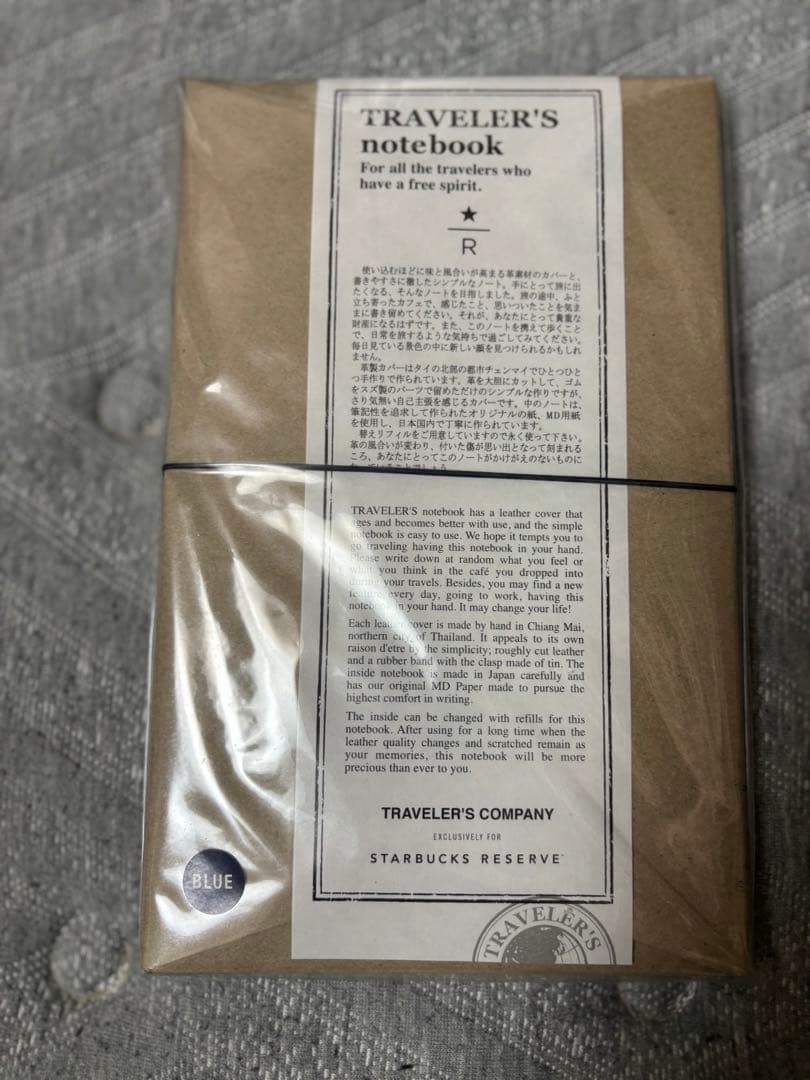 TRAVELER'S
notebook
For all the travelers who
have a free spirit.
R
使い込むほどに味と風合いが高まる革素材のカバーと、
書きやすさに徹したシンプルなノート。手にとって旅に出
たくなる、そんなノートを目指しました。旅の途中、ふと
立ち寄ったカフェで、感じたこと、思いついたことを気ま
まに書き留めてください。それが、あなたにとって貴重な
財産になるはずです。また、このノートを携えて歩くこと
で、日常を旅するような気持ちで過ごしてみてください。
毎日見ている景色の中に新しい顔を見つけられるかもしれ
ません。
革製カバーはタイの北部の都市チェンマイでひとつひと
つ手作りで作られています。革を大胆にカットして、ゴム
をスズ製のパーツで留めただけのシンプルな作りですが、
さり気無い自己主張を感じるカバーです。中のノートは、
筆記性を追求して作られたオリジナルの紙、MD用紙
を使用し、日本国内で丁寧に作られています。
替えリフィルをご用意していますので永く使って下さい。
革の風合いが変わり、付いた傷が思い出となって刻まれる
ころ、あなたにとってこのノートがかけがえのないものに
TRAVELER'S notebook has a leather cover that
ages and becomes better with use, and the simple
notebook is easy to use. We hope it tempts you to
go traveling having this notebook in your hand.
Please write down at random what you feel or
what you think in the café you dropped into
during your travels. Besides, you may find a new
feature every day, going to work, having this
notebook in your hand. It may change your life!
Each leather cover is made by hand in Chiang Mai,
northern city of Thailand. It appeals to its own
raison d'etre by the simplicity; roughly cut leather
and a rubber band with the clasp made of tin. The
inside notebook is made in Japan carefully and
has our original MD Paper made to pursue the
highest comfort in writing.
The inside can be changed with refills for this
notebook. After using for a long time when the
leather quality changes and scratched remain as
your memories, this notebook will be more
precious than ever to you.
TRAVELER'S COMPANY
EXCLUSIVELY FOR
STARBUCKS RESERVE
BLUE
TRAVELER'S